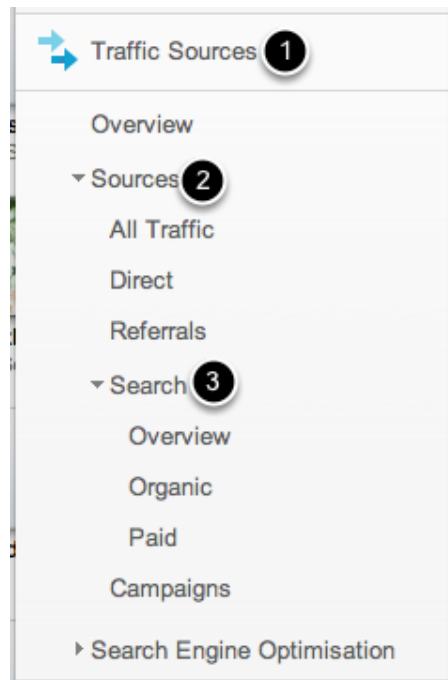 Traffic Sources 1
Overview
Sources 2
All Traffic
Direct
Referrals
Search 3
Overview
Organic
Paid
Campaigns
Search Engine Optimisation